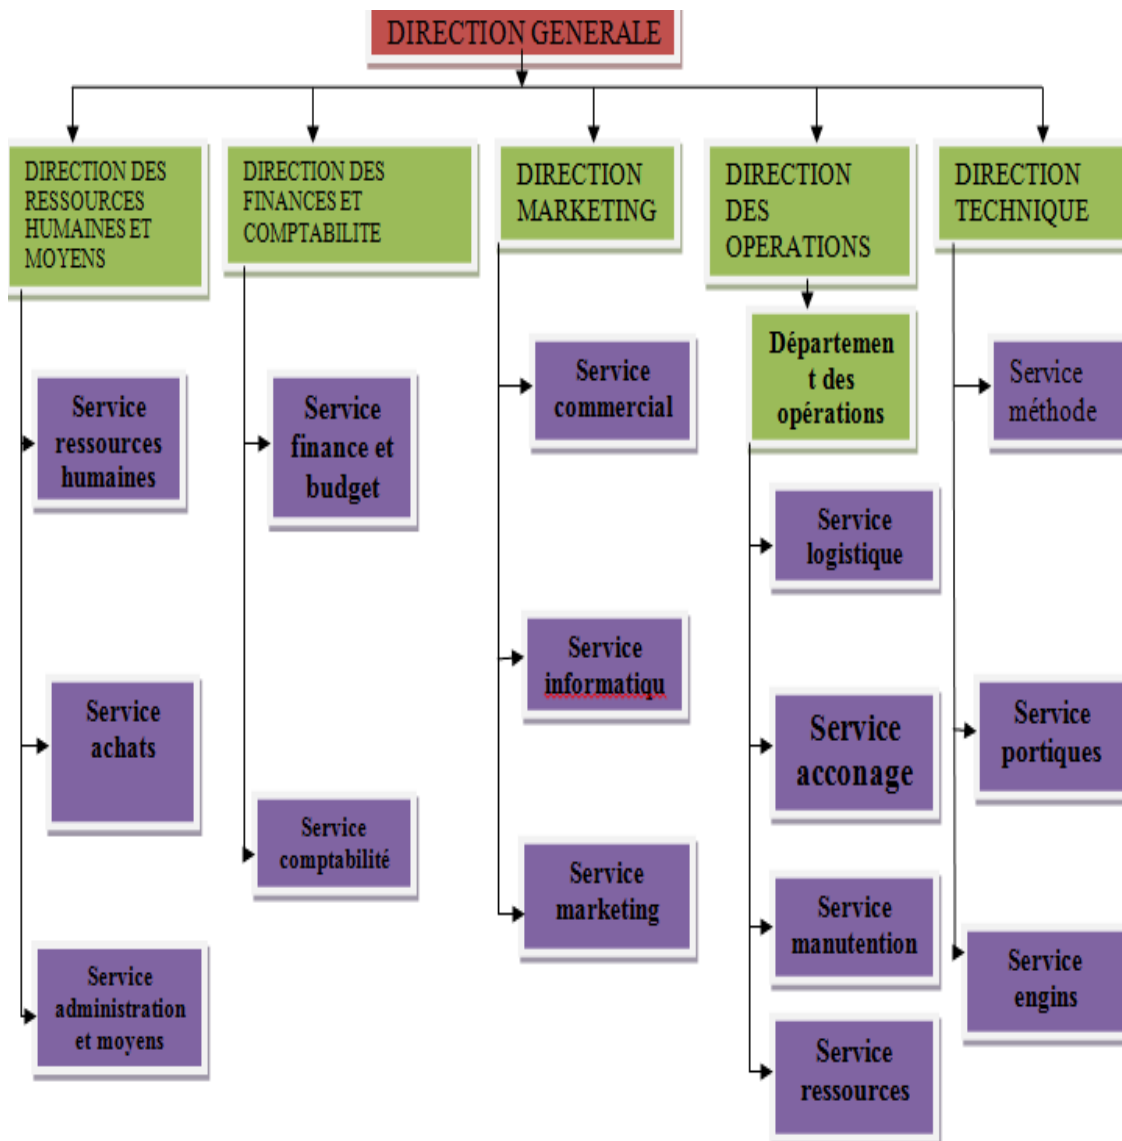 DIRECTION GENERALE
DIRECTION DES
RESSOURCES
HUMAINES ET
MOYENS
DIRECTION DES
FINANCES ET
COMPTABILITE
DIRECTION
MARKETING
DIRECTION
DES
OPERATIONS
DIRECTION
TECHNIQUE
Service
ressources
humaines
Service
achats
Service
administration
et moyens
Service
finance et
budget
Service
comptabilité
Service
commercial
Service
informatiqu
Service
marketing
Départemen
t des
opérations
Service
logistique
Service
acconage
Service
manutention
Service
ressources
Service
méthode
Service
portiques
Service
engins